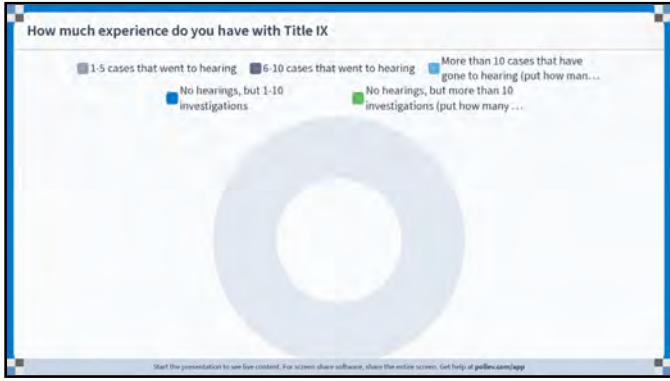 How much experience do you have with Title IX
1-5 cases that went to hearing 6-10 cases that went to hearing More than 10 cases that have
gone to hearing (put how man...
No hearings, but 1-10
investigations
No hearings, but more than 10
investigations (put how many ...
Start the presentation to see live content. For screen share software, share the entire screen. Get help at pollev.com/app